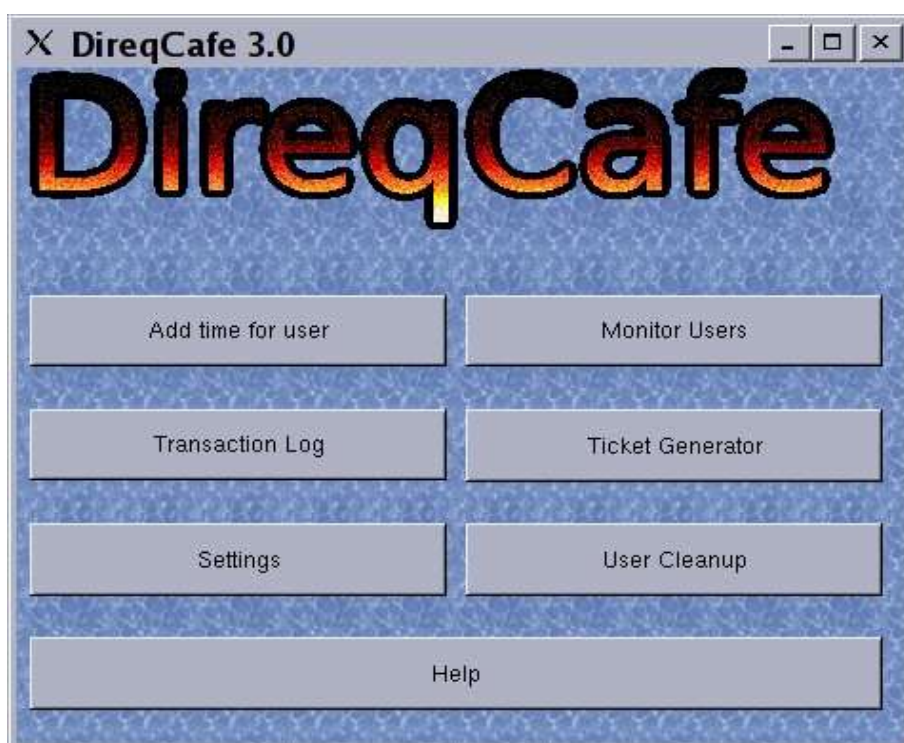 DireqCafe 3.0
DireqCafe
Add time for user
Monitor Users
Transaction Log
Ticket Generator
Settings
User Cleanup
Help